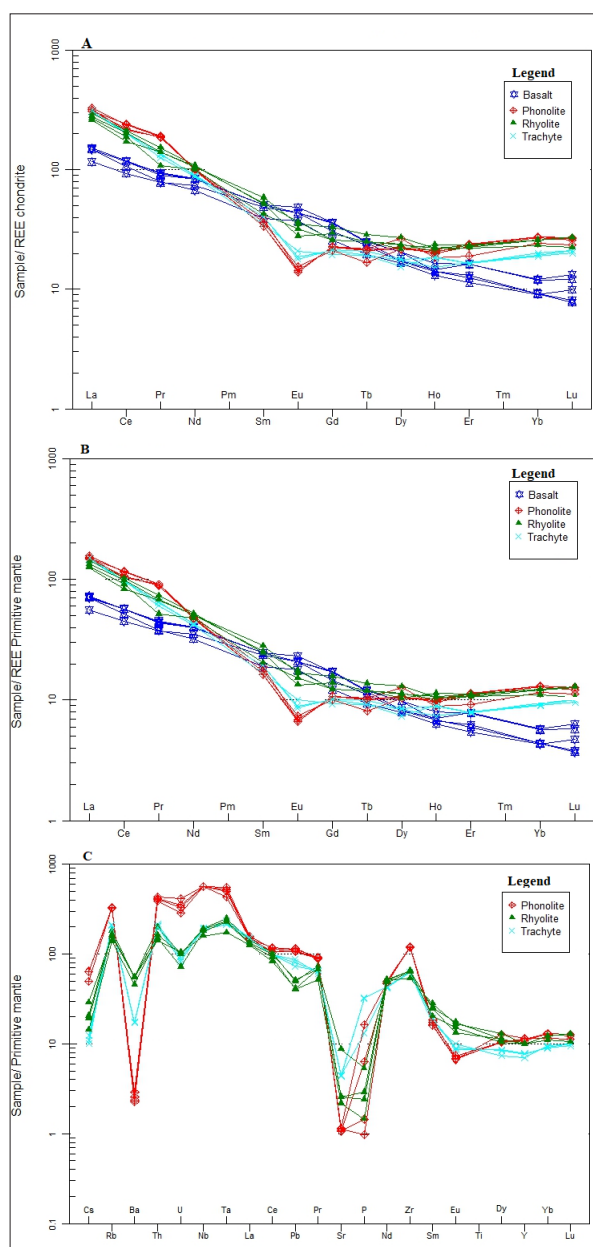 A
Sample/ REE chondrite
1000
100
10
1
Legend
Basalt
Phonolite
Rhyolite
Trachyte
La Pr Pm Eu Tb Ho Tm Lu
Ce Nd Sm Gd Dy Er Yb
B
Sample/ REE Primitive mantle
1000
100
10
1
Legend
Basalt
Phonolite
Rhyolite
Trachyte
La Pr Pm Eu Tb Ho Tm Lu
Ce Nd Sm Gd Dy Er Yb
C
Sample/ Primitive mantle
1000
100
10
1
0.1
Legend
Phonolite
Rhyolite
Trachyte
Cs Ba U Ta Ce Pr P Zr Eu Dy Yb
Rb Th Nb La Pb Sr Nd Sm Ti Y Lu